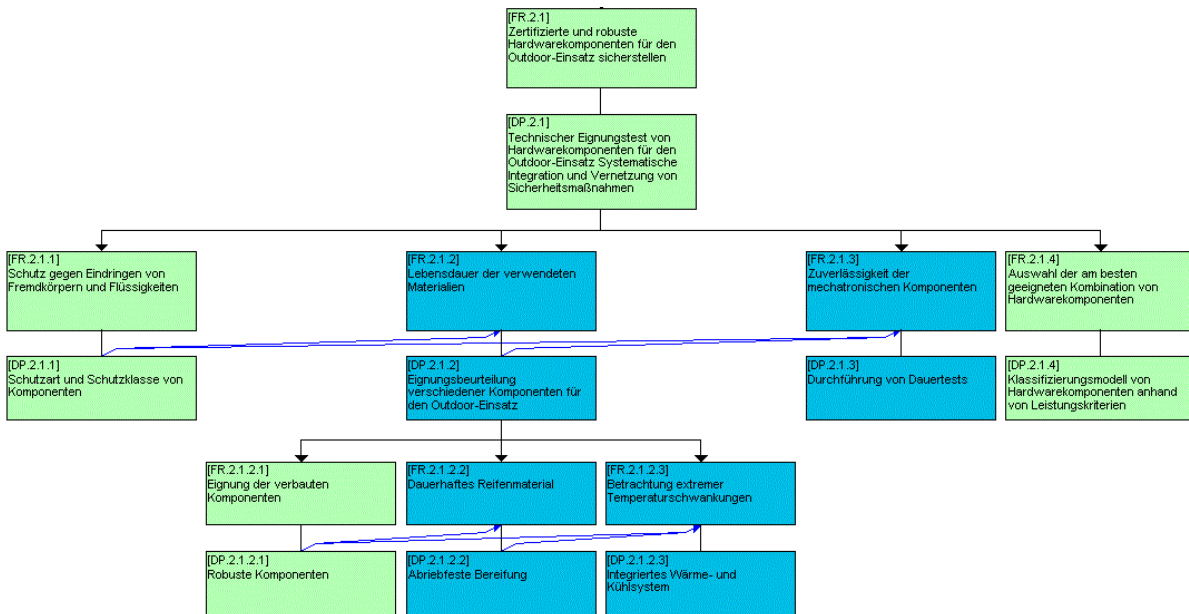 [FR.2.1]
Zertifizierte und robuste
Hardwarekomponenten für den
Outdoor-Einsatz sicherstellen
[DP.2.1]
Technischer Eignungstest von
Hardwarekomponenten für den
Outdoor-Einsatz Systematische
Integration und Vernetzung von
Sicherheitsmaßnahmen
[FR.2.1.1]
Schutz gegen Eindringen von
Fremdkörpern und Flüssigkeiten
[FR.2.1.2]
Lebensdauer der verwendeten
Materialien
[FR.2.1.3]
Zuverlässigkeit der
mechatronischen Komponenten
[FR.2.1.4]
Auswahl der am besten
geeigneten Kombination von
Hardwarekomponenten
[DP.2.1.1]
Schutzart und Schutzklasse von
Komponenten
[DP.2.1.2]
Eignungsbeurteilung
verschiedener Komponenten für
den Outdoor-Einsatz
[DP.2.1.3]
Durchführung von Dauertests
[DP.2.1.4]
Klassifizierungsmodell von
Hardwarekomponenten anhand
von Leistungskriterien
[FR.2.1.2.1]
Eignung der verbauten
Komponenten
[FR.2.1.2.2]
Dauerhaftes Reifenmaterial
[FR.2.1.2.3]
Betrachtung extremer
Temperaturschwankungen
[DP.2.1.2.1]
Robuste Komponenten
[DP.2.1.2.2]
Abriebfeste Bereifung
[DP.2.1.2.3]
Integriertes Wärme- und
Kühlsystem